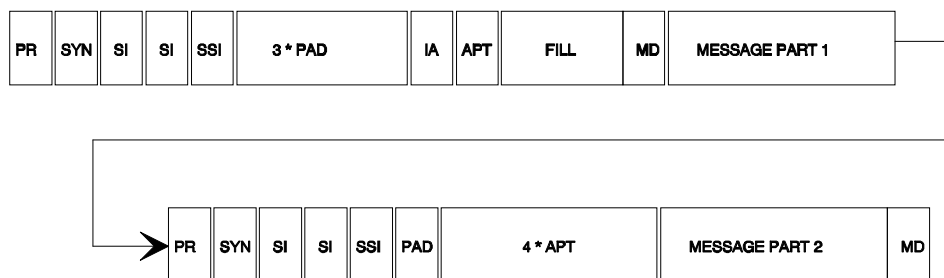 PR SYN SI SI SSI 3 * PAD IA APT FILL MD MESSAGE PART 1
PR SYN SI SI SSI PAD 4 * APT MESSAGE PART 2 MD